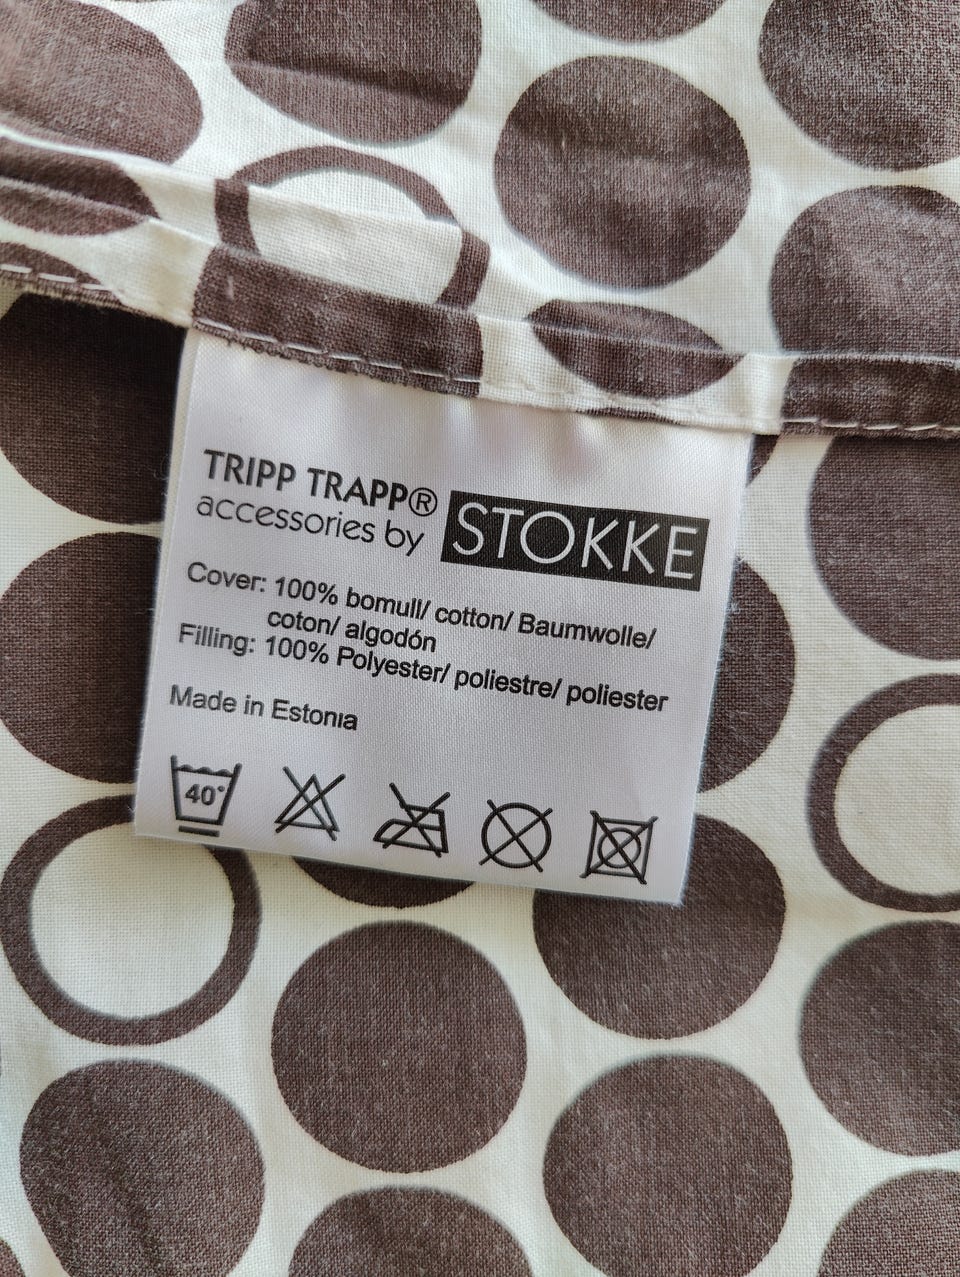 TRIPP TRAPP®
accessories by STOKKE
Cover: 100% bomull/ cotton/ Baumwolle/
coton/ algodón
Filling: 100% Polyester/ poliestre/ poliester
Made in Estonia
40°